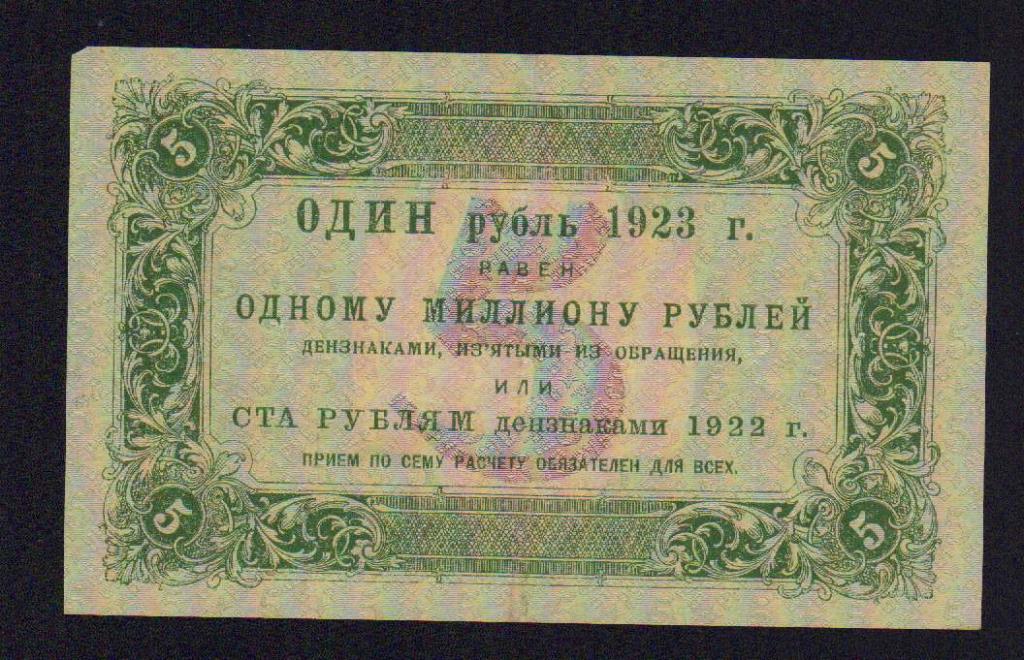 5 5
ОДИН рубль 1923 г.
РАВЕН
ОДНОМУ МИЛЛИОНУ РУБЛЕЙ
ДЕНЗНАКАМИ, ИЗ'ЯТЫМИ ИЗ ОБРАЩЕНИЯ,
ИЛИ
СТА РУБЛЯМ дензнаками 1922 г.
ПРИЕМ ПО СЕМУ РАСЧЕТУ ОБЯЗАТЕЛЕН ДЛЯ ВСЕХ.
5
5 5